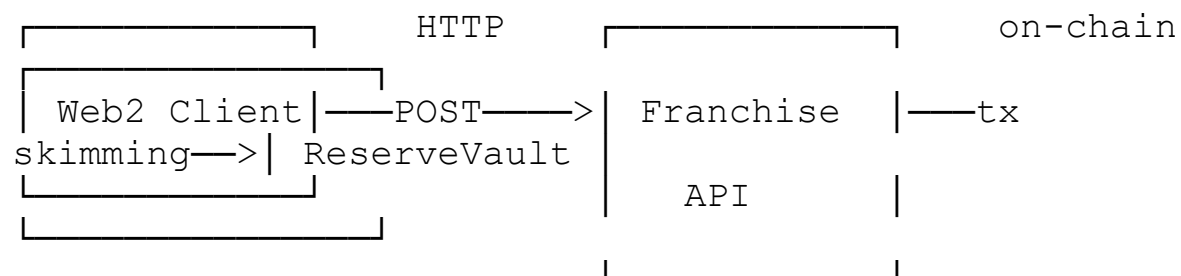 HTTP on-chain
Web2 Client POST > Franchise tx
skimming > ReserveVault
API